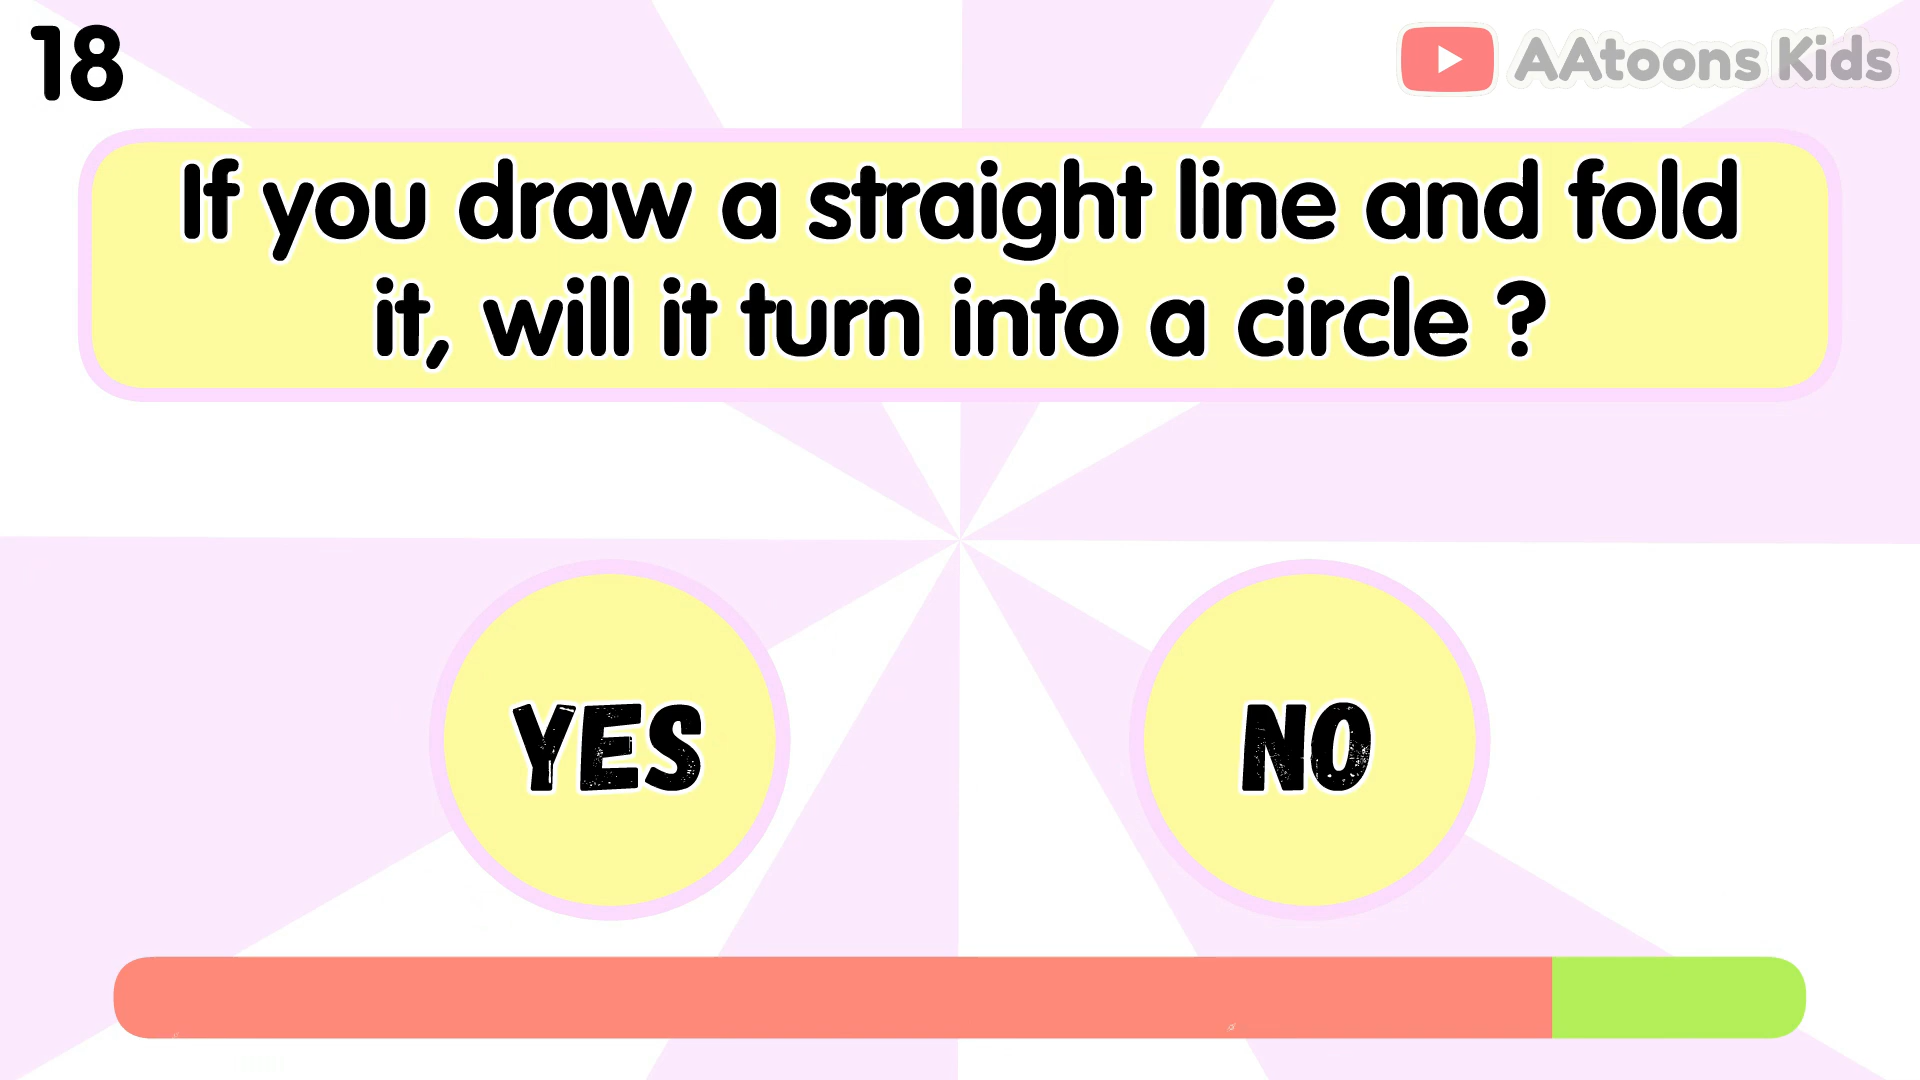 18
AAtoons Kids
If you draw a straight line and fold
it, will it turn into a circle ?
YES
NO